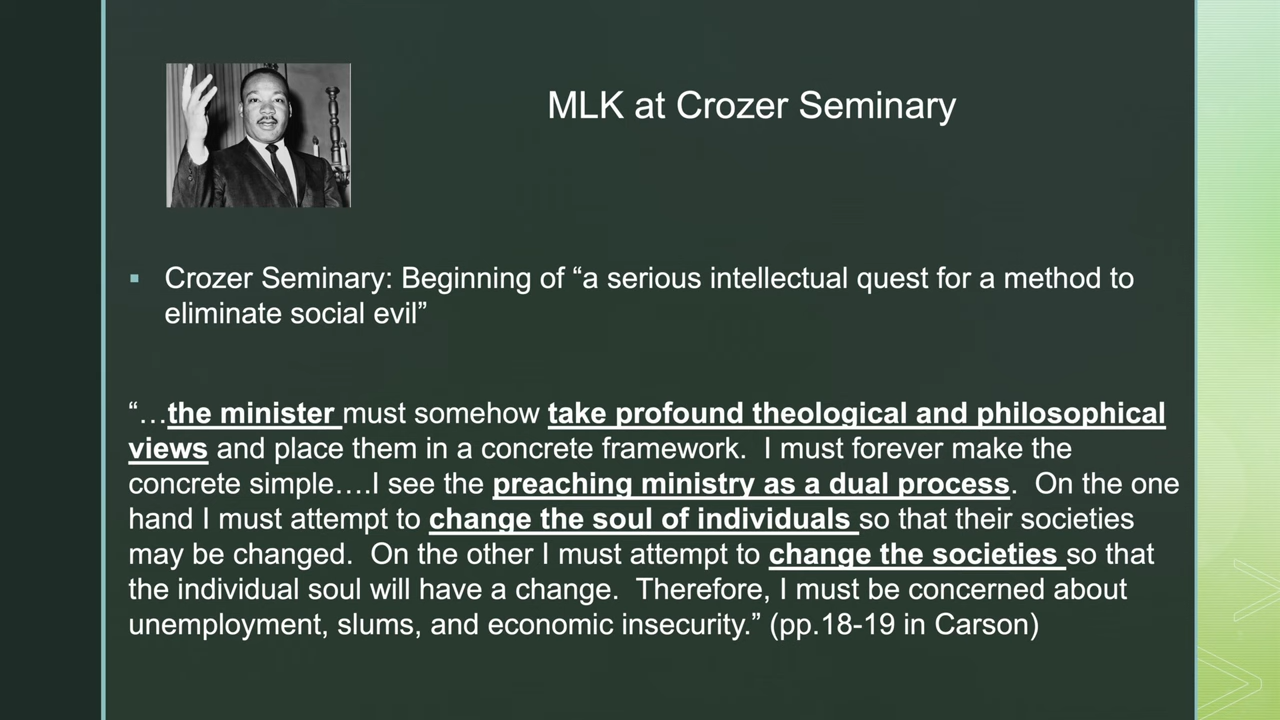 MLK at Crozer Seminary
▪ Crozer Seminary: Beginning of “a serious intellectual quest for a method to
eliminate social evil”
“…the minister must somehow take profound theological and philosophical
views and place them in a concrete framework.  I must forever make the
concrete simple….I see the preaching ministry as a dual process.  On the one
hand I must attempt to change the soul of individuals so that their societies
may be changed.  On the other I must attempt to change the societies so that
the individual soul will have a change.  Therefore, I must be concerned about
unemployment, slums, and economic insecurity.” (pp.18-19 in Carson)